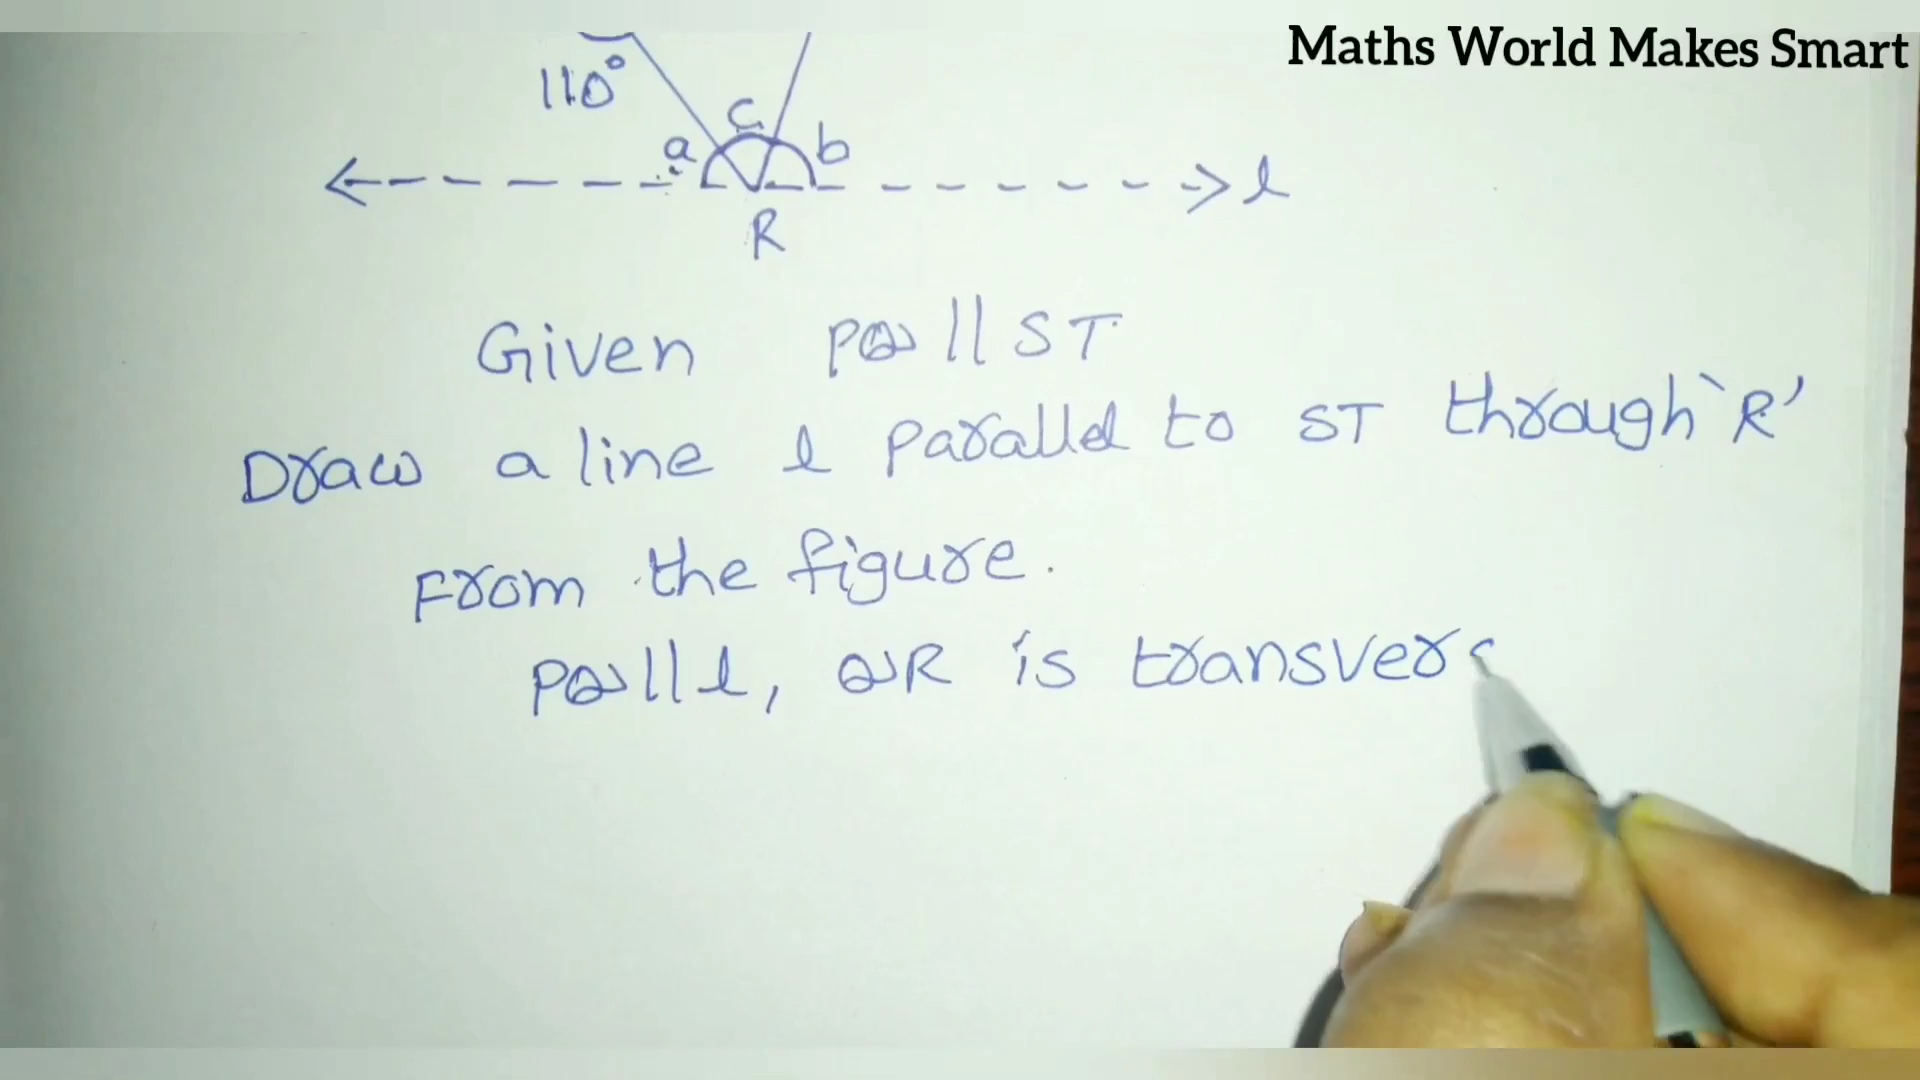 Maths World Makes Smart
110°
c
a
b
l
R
Given PQ || ST
Draw a line l parallel to ST through 'R'
From the figure.
PQ || l, QR is transvers